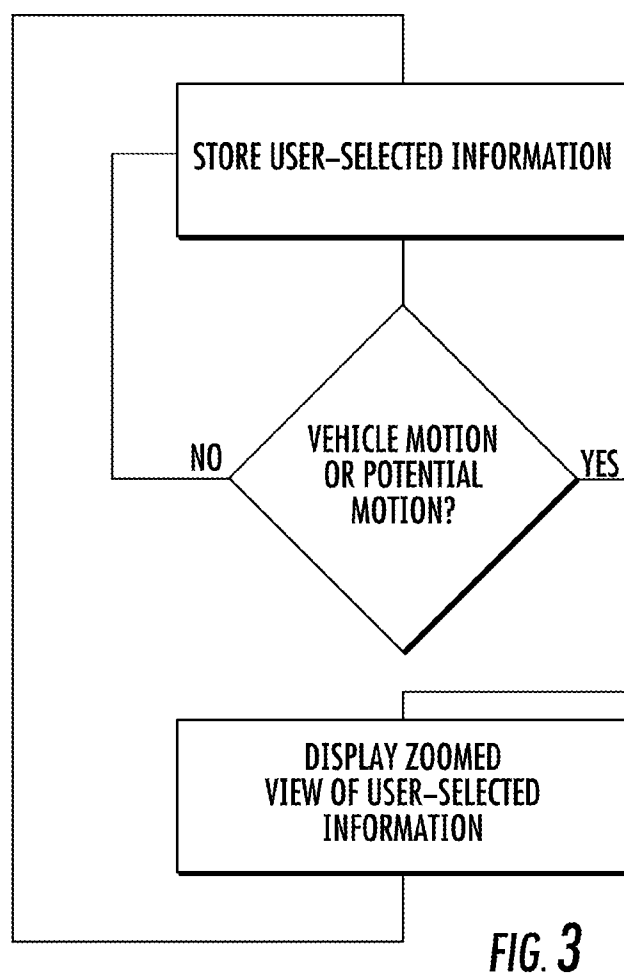 STORE USER–SELECTED INFORMATION
VEHICLE MOTION
OR POTENTIAL
MOTION?
NO
YES
DISPLAY ZOOMED
VIEW OF USER–SELECTED
INFORMATION
FIG. 3